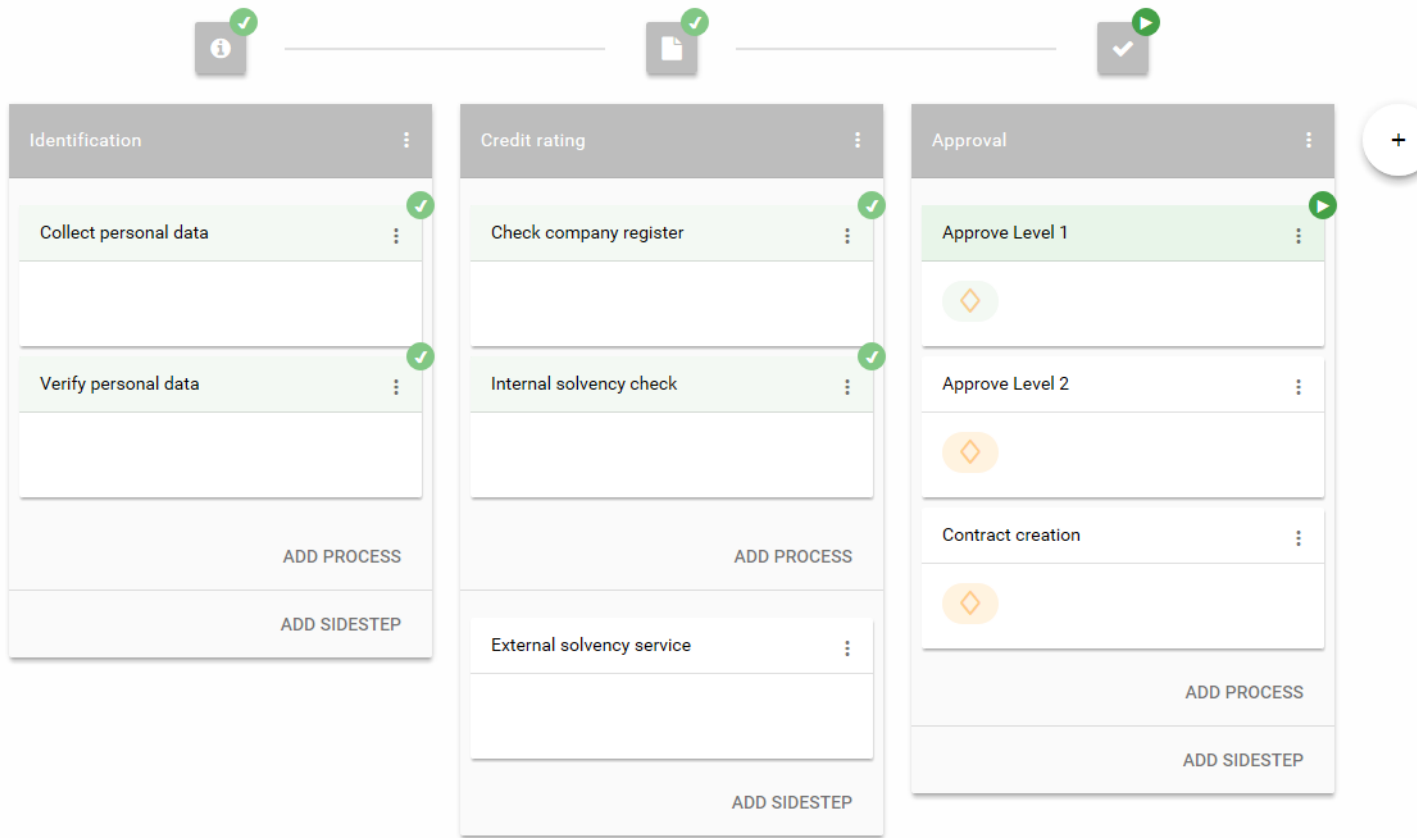 Identification
Collect personal data
Verify personal data
ADD PROCESS
ADD SIDESTEP
Credit rating
Check company register
Internal solvency check
ADD PROCESS
External solvency service
ADD SIDESTEP
Approval
Approve Level 1
Approve Level 2
Contract creation
ADD PROCESS
ADD SIDESTEP
+